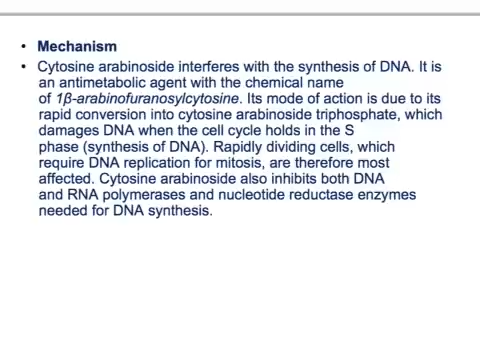 • Mechanism
• Cytosine arabinoside interferes with the synthesis of DNA. It is
an antimetabolic agent with the chemical name
of 1β-arabinofuranosylcytosine. Its mode of action is due to its
rapid conversion into cytosine arabinoside triphosphate, which
damages DNA when the cell cycle holds in the S
phase (synthesis of DNA). Rapidly dividing cells, which
require DNA replication for mitosis, are therefore most
affected. Cytosine arabinoside also inhibits both DNA
and RNA polymerases and nucleotide reductase enzymes
needed for DNA synthesis.